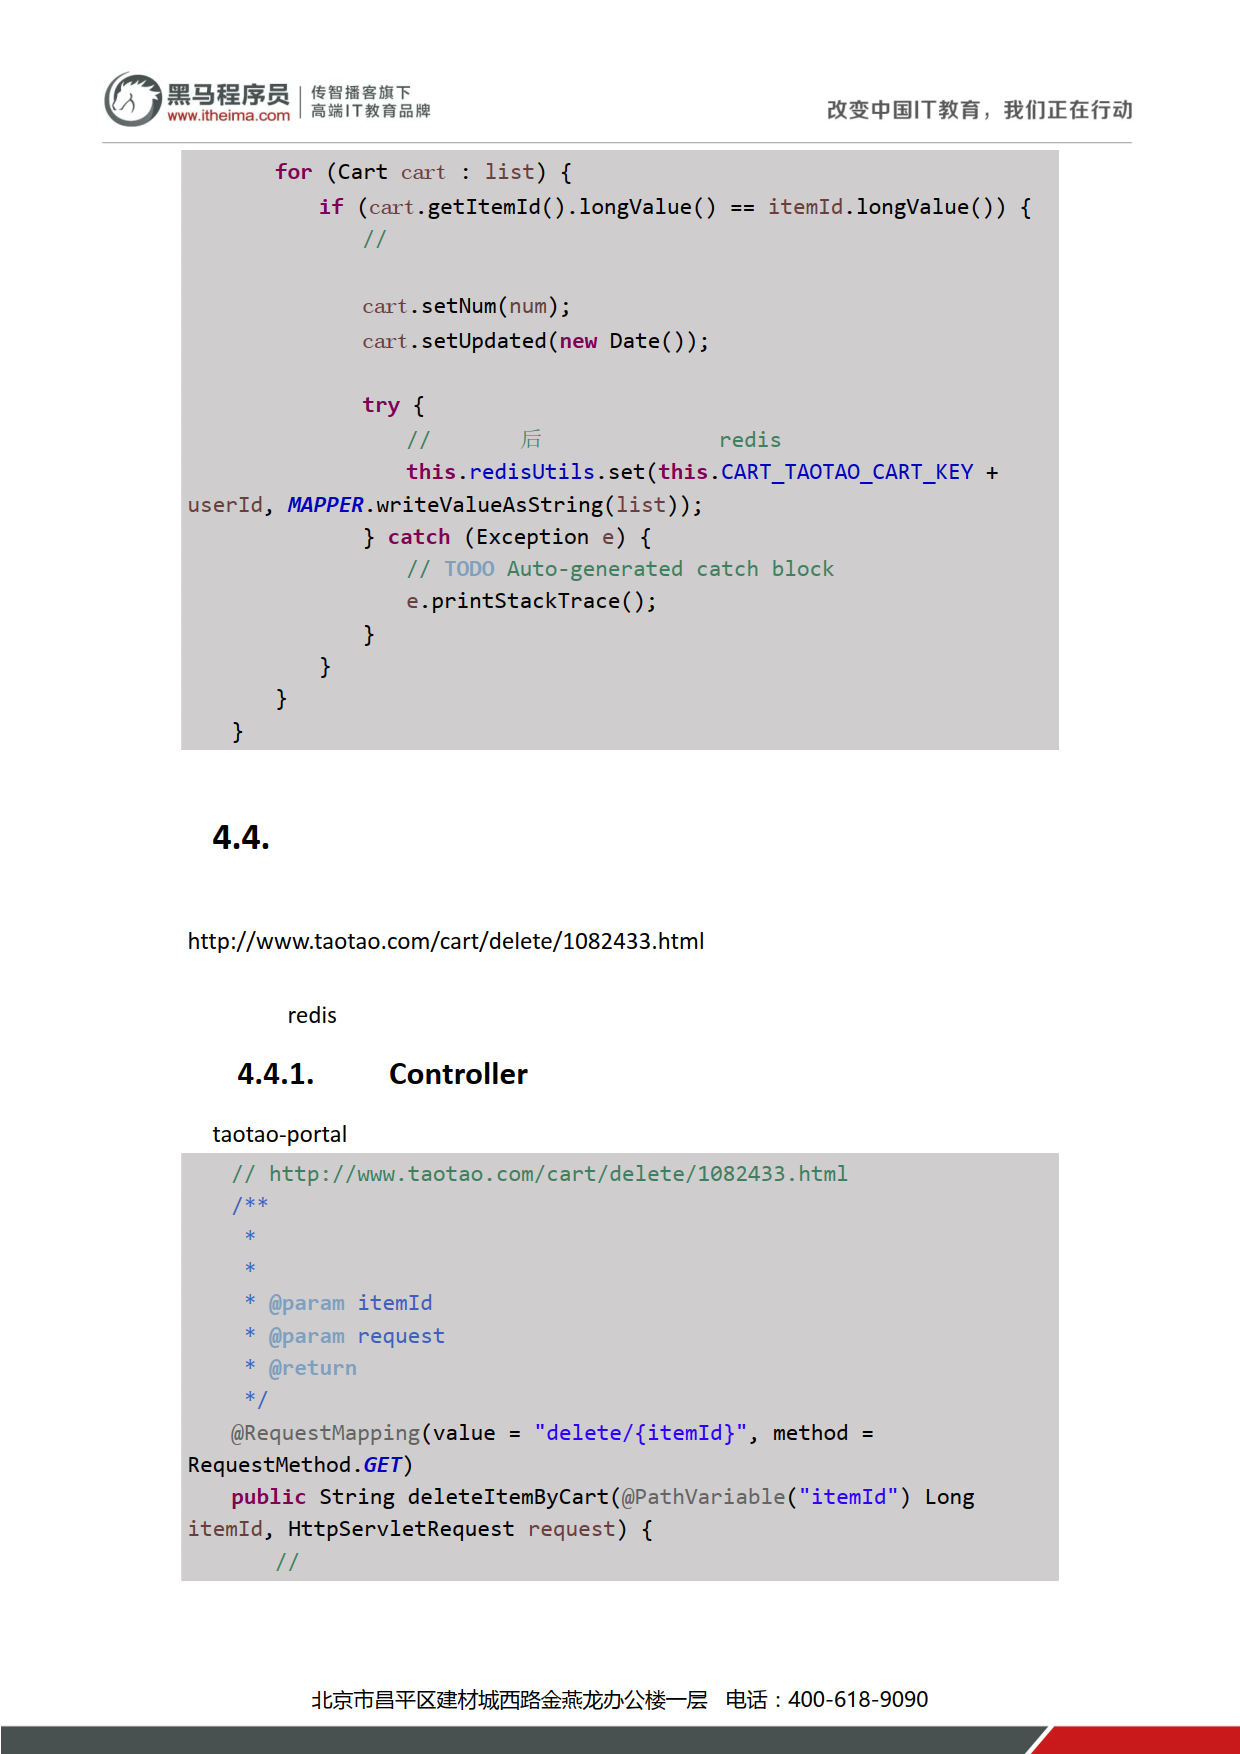 黑马程序员
www.itheima.com
传智播客旗下
高端IT教育品牌
改变中国IT教育，我们正在行动
for (Cart cart : list) {
if (cart.getItemId().longValue() == itemId.longValue()) {
//
cart.setNum(num);
cart.setUpdated(new Date());
try {
// 后 redis
this.redisUtils.set(this.CART_TAOTAO_CART_KEY +
userId, MAPPER.writeValueAsString(list));
} catch (Exception e) {
// TODO Auto-generated catch block
e.printStackTrace();
}
}
}
}
4.4.
http://www.taotao.com/cart/delete/1082433.html
redis
4.4.1. Controller
taotao-portal
// http://www.taotao.com/cart/delete/1082433.html
/**
*
*
* @param itemId
* @param request
* @return
*/
@RequestMapping(value = "delete/{itemId}", method =
RequestMethod.GET)
public String deleteItemByCart(@PathVariable("itemId") Long
itemId, HttpServletRequest request) {
//
北京市昌平区建材城西路金燕龙办公楼一层 电话：400-618-9090